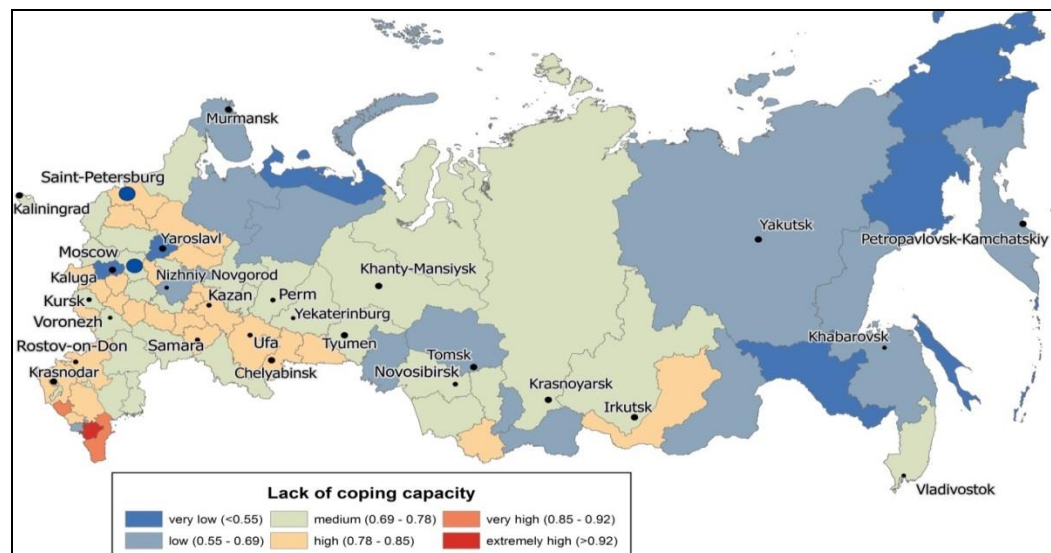 Murmansk
Saint-Petersburg
Kaliningrad
Yaroslavl
Moscow
Kaluga
Nizhniy Novgorod
Kursk
Kazan
Perm
Khanty-Mansiysk
Voronezh
Yekaterinburg
Rostov-on-Don
Samara
Ufa
Tyumen
Chelyabinsk
Krasnodar
Tomsk
Novosibirsk
Krasnoyarsk
Irkutsk
Yakutsk
Petropavlovsk-Kamchatskiy
Khabarovsk
Vladivostok
Lack of coping capacity
very low (<0.55) medium (0.69 - 0.78) very high (0.85 - 0.92)
low (0.55 - 0.69) high (0.78 - 0.85) extremely high (>0.92)